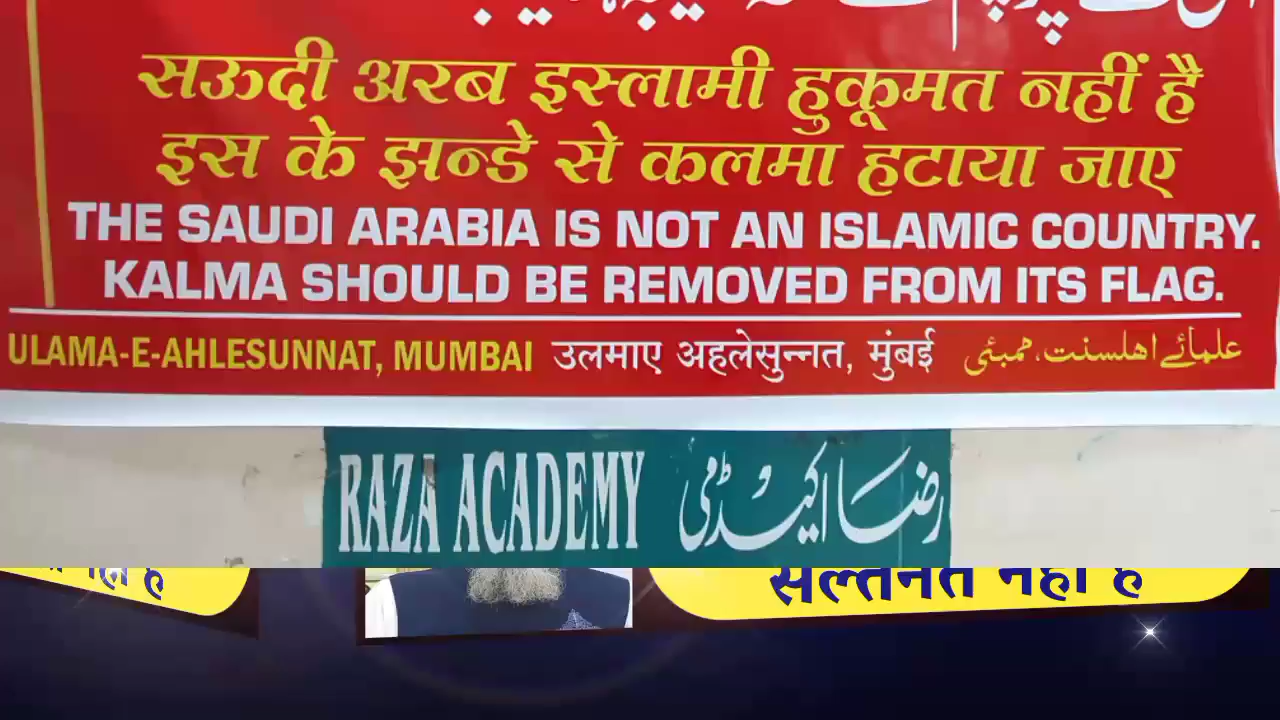 सऊदी अरब इस्लामी हुकूमत नहीं है
इस के झन्डे से कलमा हटाया जाए
THE SAUDI ARABIA IS NOT AN ISLAMIC COUNTRY.
KALMA SHOULD BE REMOVED FROM ITS FLAG.
ULAMA-E-AHLESUNNAT, MUMBAI उलमाए अहलेसुन्नत, मुंबई علمائے اھلسنت، ممبئی
RAZA ACADEMY رضا اکیڈمی
सल्तनत नहीं है